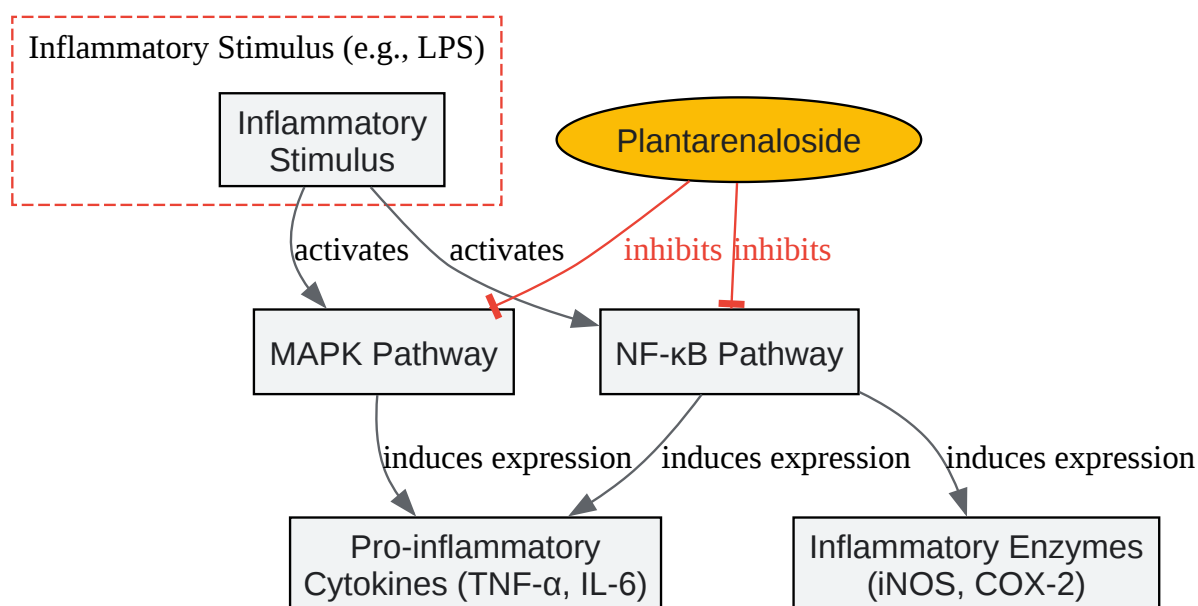 Inflammatory Stimulus (e.g., LPS)
Inflammatory
Stimulus
Plantarenaloside
activates
activates
inhibits
inhibits
MAPK Pathway
NF-κB Pathway
induces expression
induces expression
induces expression
Pro-inflammatory
Cytokines (TNF-α, IL-6)
Inflammatory Enzymes
(iNOS, COX-2)